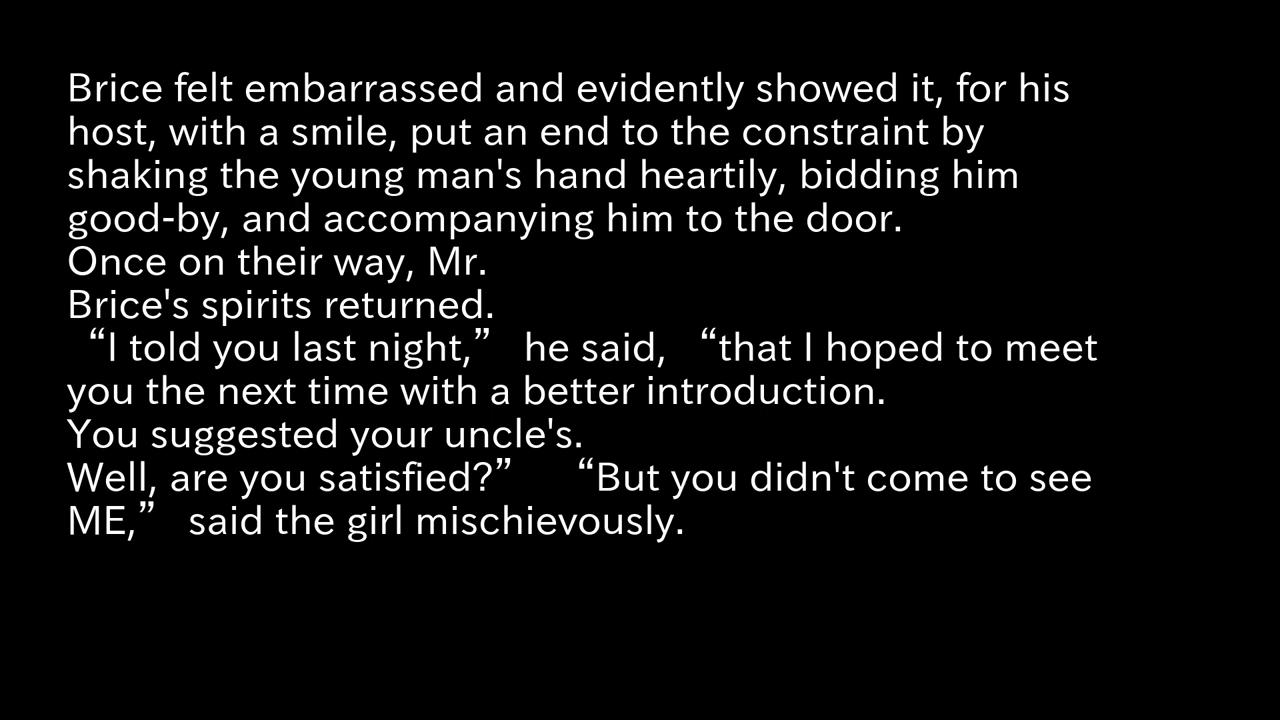 Brice felt embarrassed and evidently showed it, for his
host, with a smile, put an end to the constraint by
shaking the young man's hand heartily, bidding him
good-by, and accompanying him to the door.
Once on their way, Mr.
Brice's spirits returned.
“I told you last night,” he said, “that I hoped to meet
you the next time with a better introduction.
You suggested your uncle's.
Well, are you satisfied?” “But you didn't come to see
ME,” said the girl mischievously.